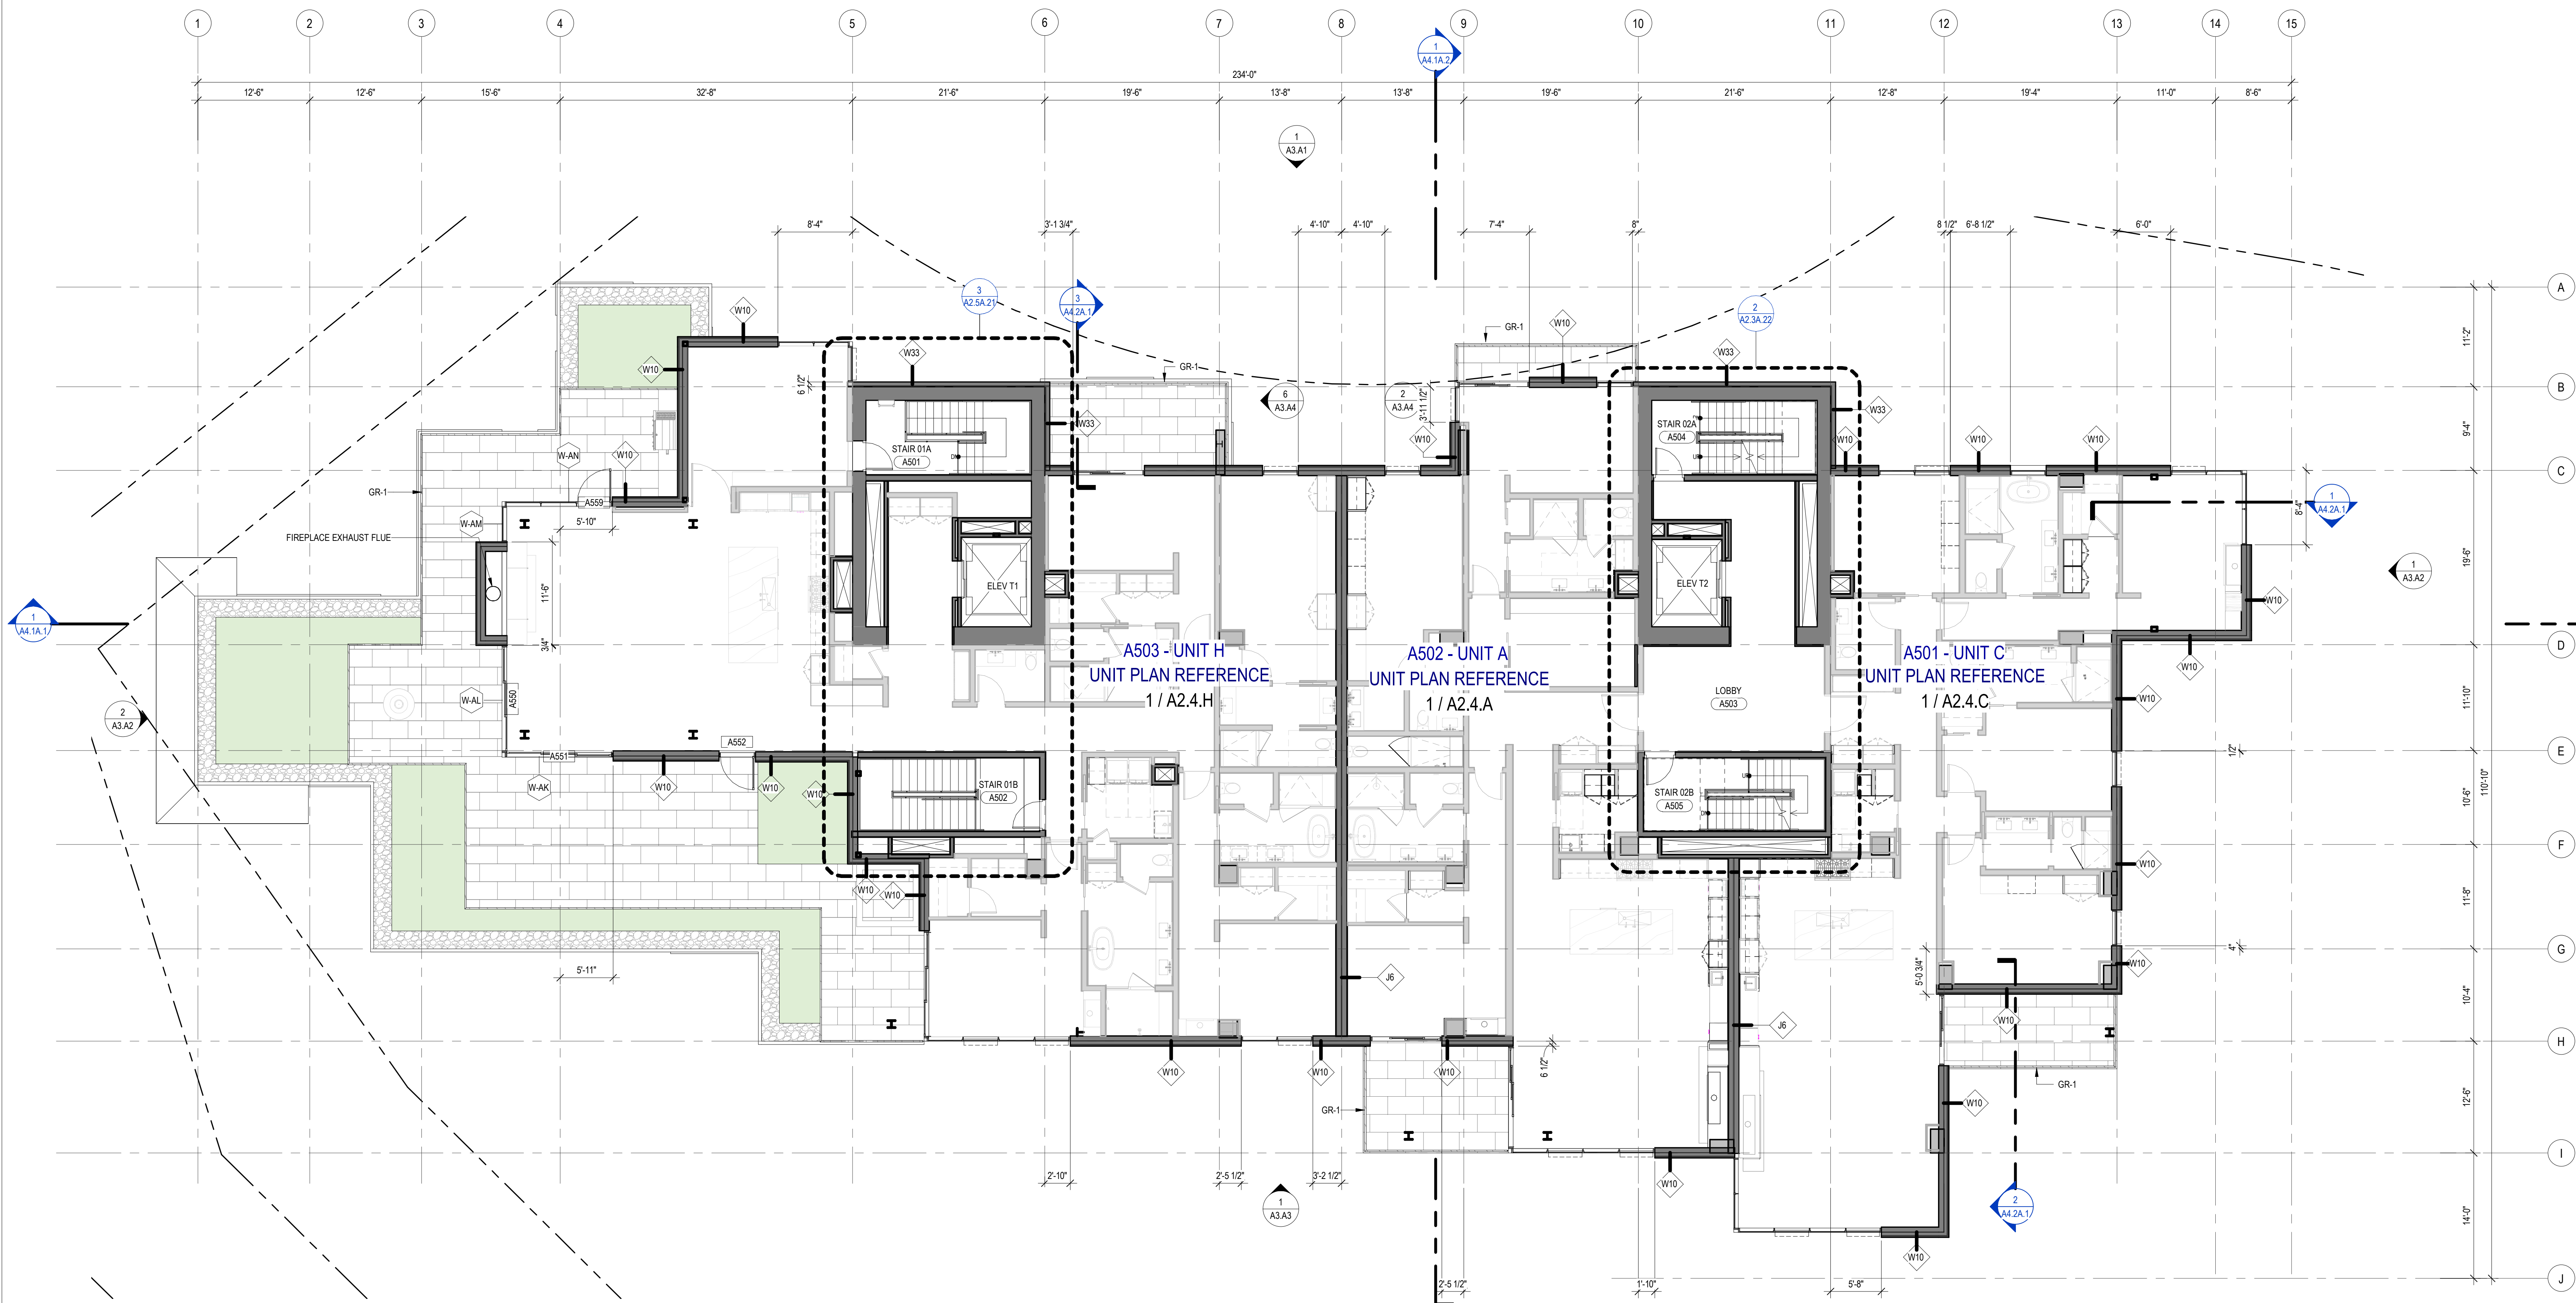 1 2 3 4 5 6 7 8 9 10 11 12 13 14 15
1
A4.1A.2
234'-0"
12'-6" 12'-6" 15'-6" 32'-8" 21'-6" 19'-6" 13'-8" 13'-8" 19'-6" 21'-6" 12'-8" 19'-4" 11'-0" 8'-6"
1
A3.A1
8'-4" 3'-1 3/4" 4'-10" 4'-10" 7'-4" 8" 8 1/2" 6'-8 1/2" 6'-0"
A
3
A2.5A.21
3
A4.2A.1
2
A2.3A.22
W10
W10
GR-1
W33
W33
11'-2"
W10
GR-1
6 1/2"
B
6
A3.A4
2
A3.A4
3'-11 1/2"
W33
W33
STAIR 01A
A501
DN
STAIR 02A
A504
UP
W10
W10
W10
W10
9'-4"
W-AN
W10
C
GR-1
A559
1
A4.2A.1
8'-4"
W-AM
5'-10"
FIREPLACE EXHAUST FLUE
19'-6"
1
A3.A2
11'-6"
ELEV T1
ELEV T2
W10
1
A4.1A.1
3/4"
D
A503 - UNIT H
UNIT PLAN REFERENCE
1 / A2.4.H
A502 - UNIT A
UNIT PLAN REFERENCE
1 / A2.4.A
A501 - UNIT C
UNIT PLAN REFERENCE
1 / A2.4.C
W10
W10
LOBBY
A503
W-AL
A550
2
A3.A2
11'-10"
A552
A551
1/2"
E
W-AK
W10
W10
W10
STAIR 01B
A502
STAIR 02B
A505
UP
DN
10'-6"
110'-10"
F
W10
W10
W10
11'-8"
4"
G
5'-11"
J6
5'-0 3/4"
W10
10'-4"
W10
J6
H
W10
W10
W10
6 1/2"
GR-1
GR-1
W10
12'-6"
I
2'-10" 2'-5 1/2" 3'-2 1/2"
W10
1
A3.A3
2
A4.2A.1
14'-0"
W10
2'-5 1/2" 1'-10" 5'-8"
J